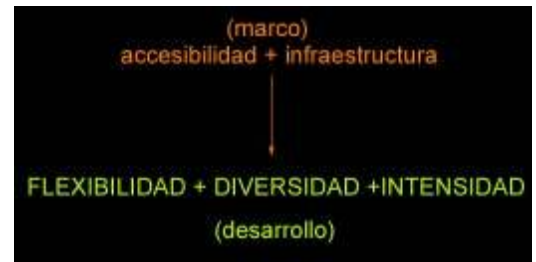 (marco)
accesibilidad + infraestructura
FLEXIBILIDAD + DIVERSIDAD +INTENSIDAD
(desarrollo)